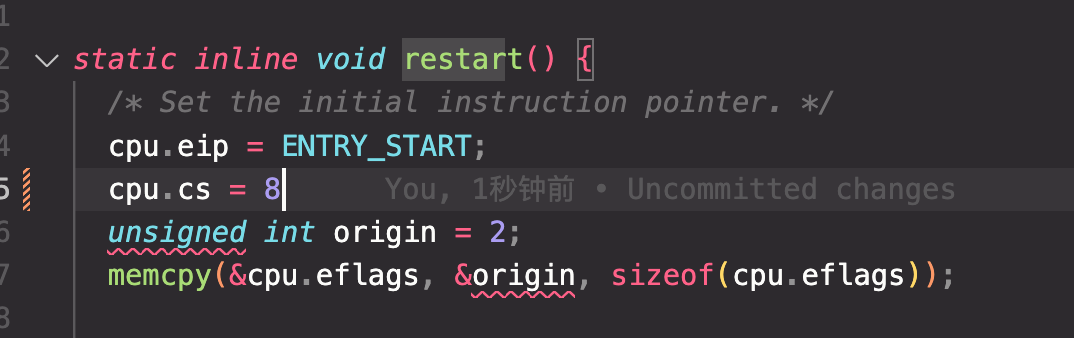 1
2 static inline void restart() {
3 /* Set the initial instruction pointer. */
4 cpu.eip = ENTRY_START;
5 cpu.cs = 8 You, 1秒钟前 • Uncommitted changes
6 unsigned int origin = 2;
7 memcpy(&cpu.eflags, &origin, sizeof(cpu.eflags));
8